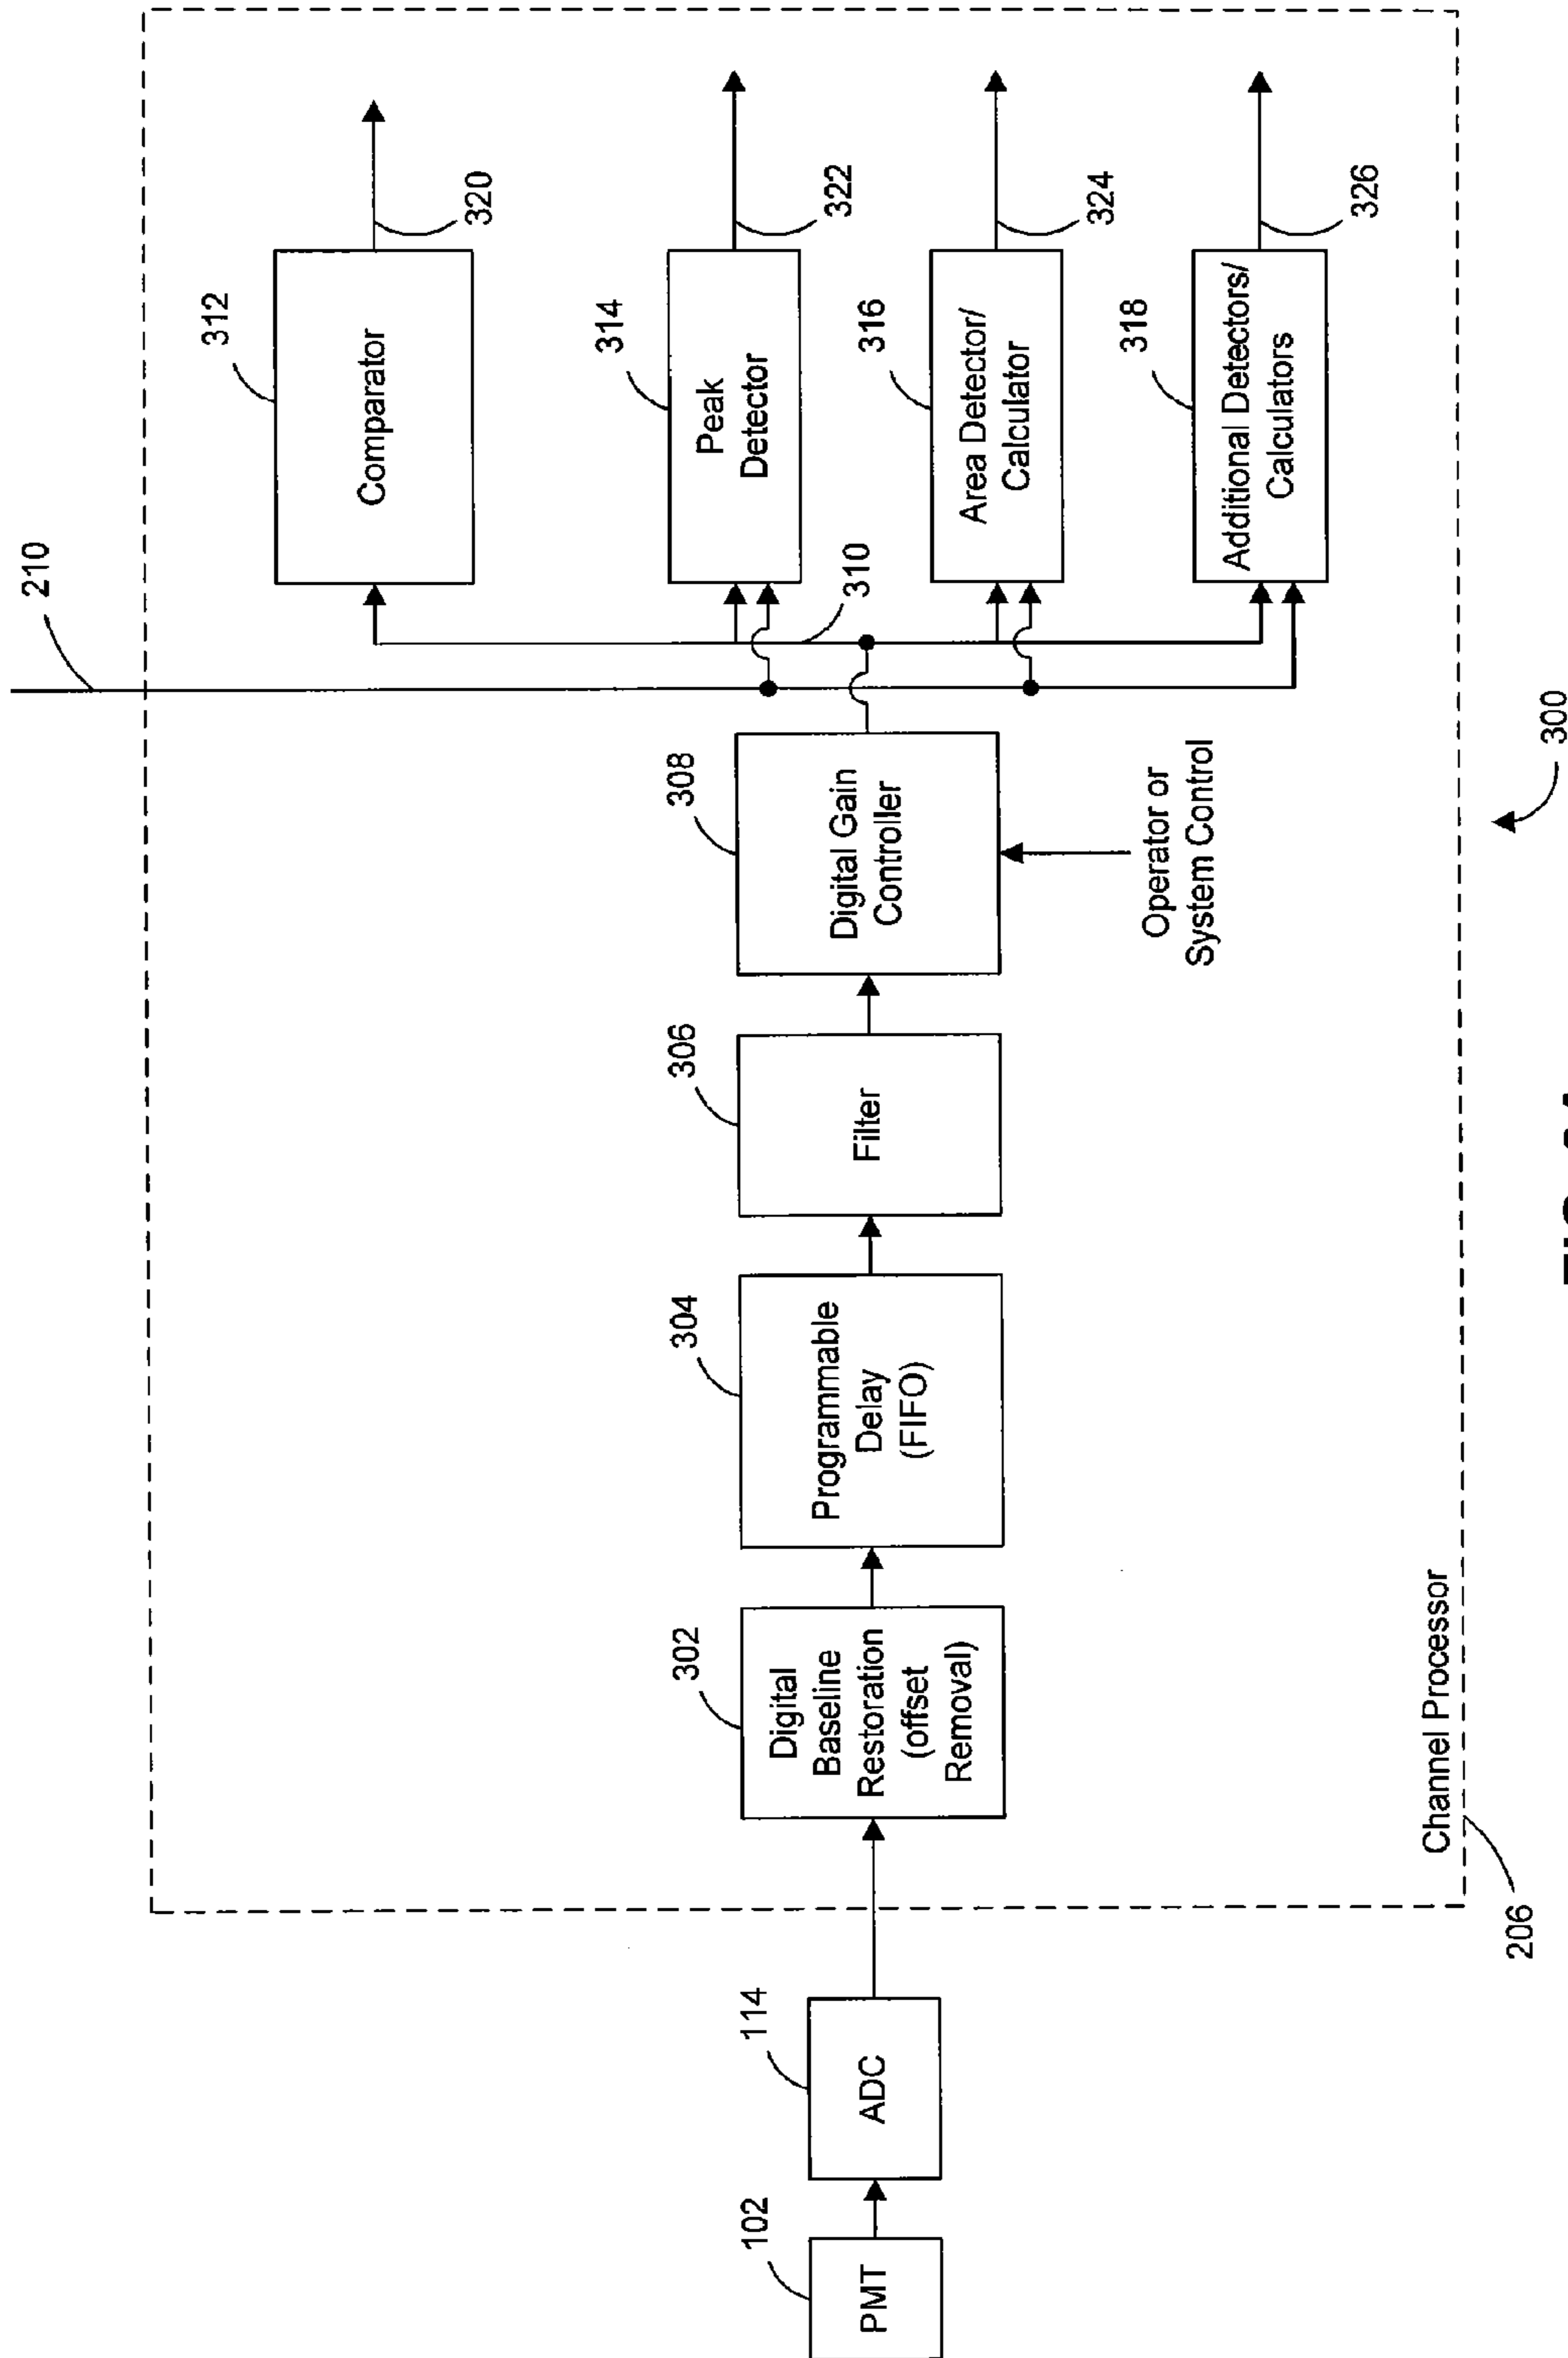 210
312
Comparator
320
314
Peak
Detector
322
310
316
Area Detector/
Calculator
324
318
Additional Detectors/
Calculators
326
308
Digital Gain
Controller
Operator or
System Control
306
Filter
304
Programmable
Delay
(FIFO)
302
Digital
Baseline
Restoration
(offset
Removal)
Channel Processor
206
114
ADC
102
PMT
300